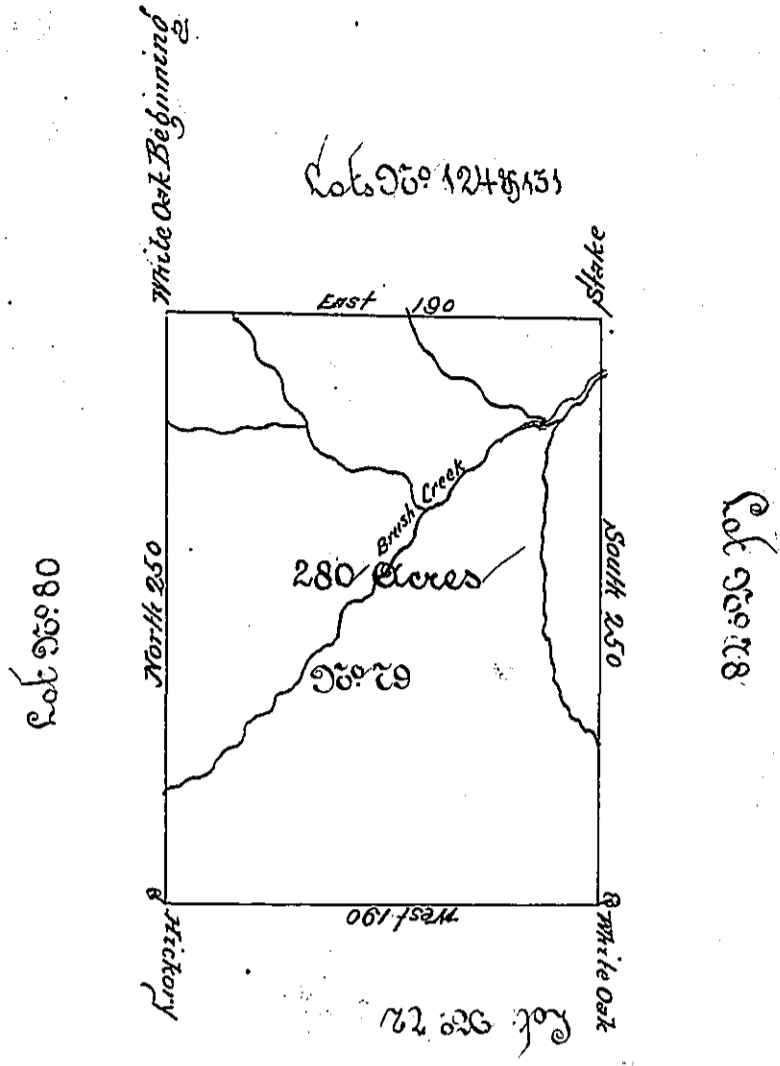 White Oak Beginning
Lots No. 124 & 131
Stake
East 190
Brush Creek
280 Acres
No. 79
North 250
South 250
Lot No. 80
Lot No. 78
West 190
Hickory
White Oak
Lot No. 72